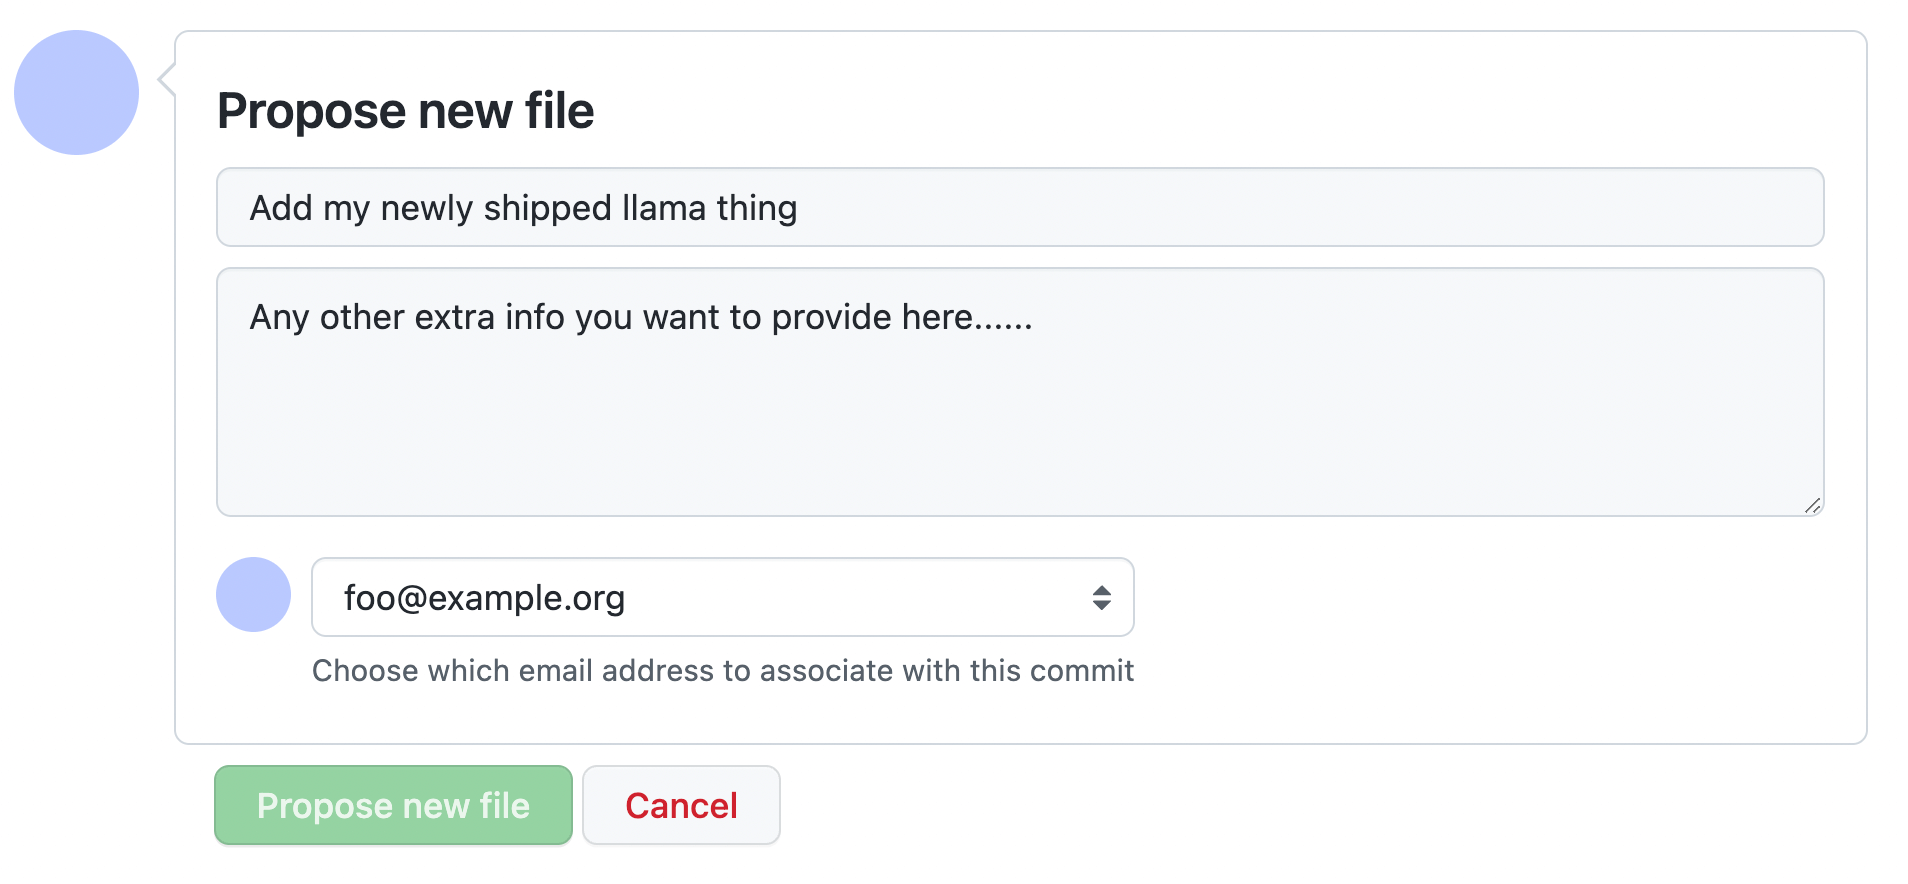 Propose new file
Add my newly shipped llama thing
Any other extra info you want to provide here......
foo@example.org
Choose which email address to associate with this commit
Propose new file
Cancel